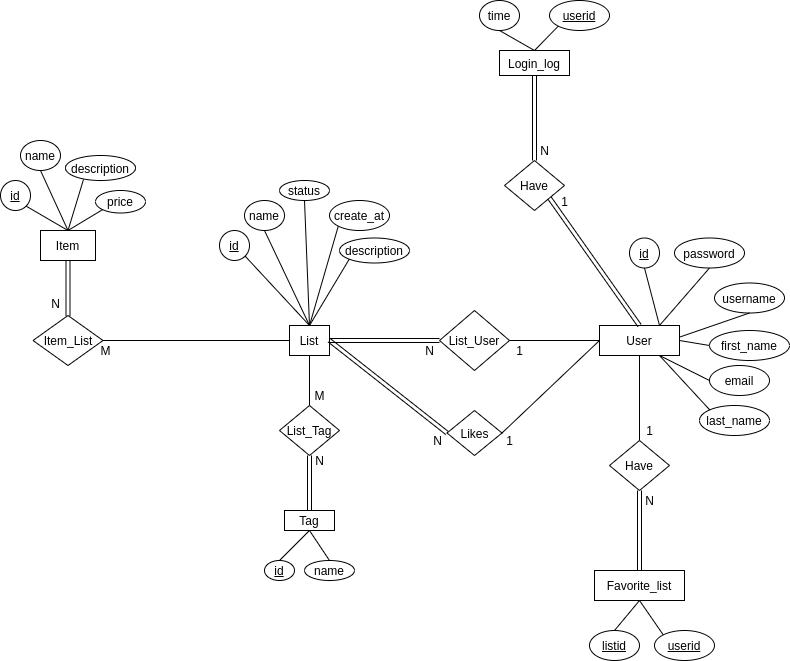 time
userid
Login_log
N
Have
1
name
description
id
price
Item
N
Item_List
M
status
name
create_at
id
description
List
N
List_User
1
N
Likes
1
M
List_Tag
N
Tag
id
name
id
password
username
first_name
email
last_name
User
1
Have
N
Favorite_list
listid
userid